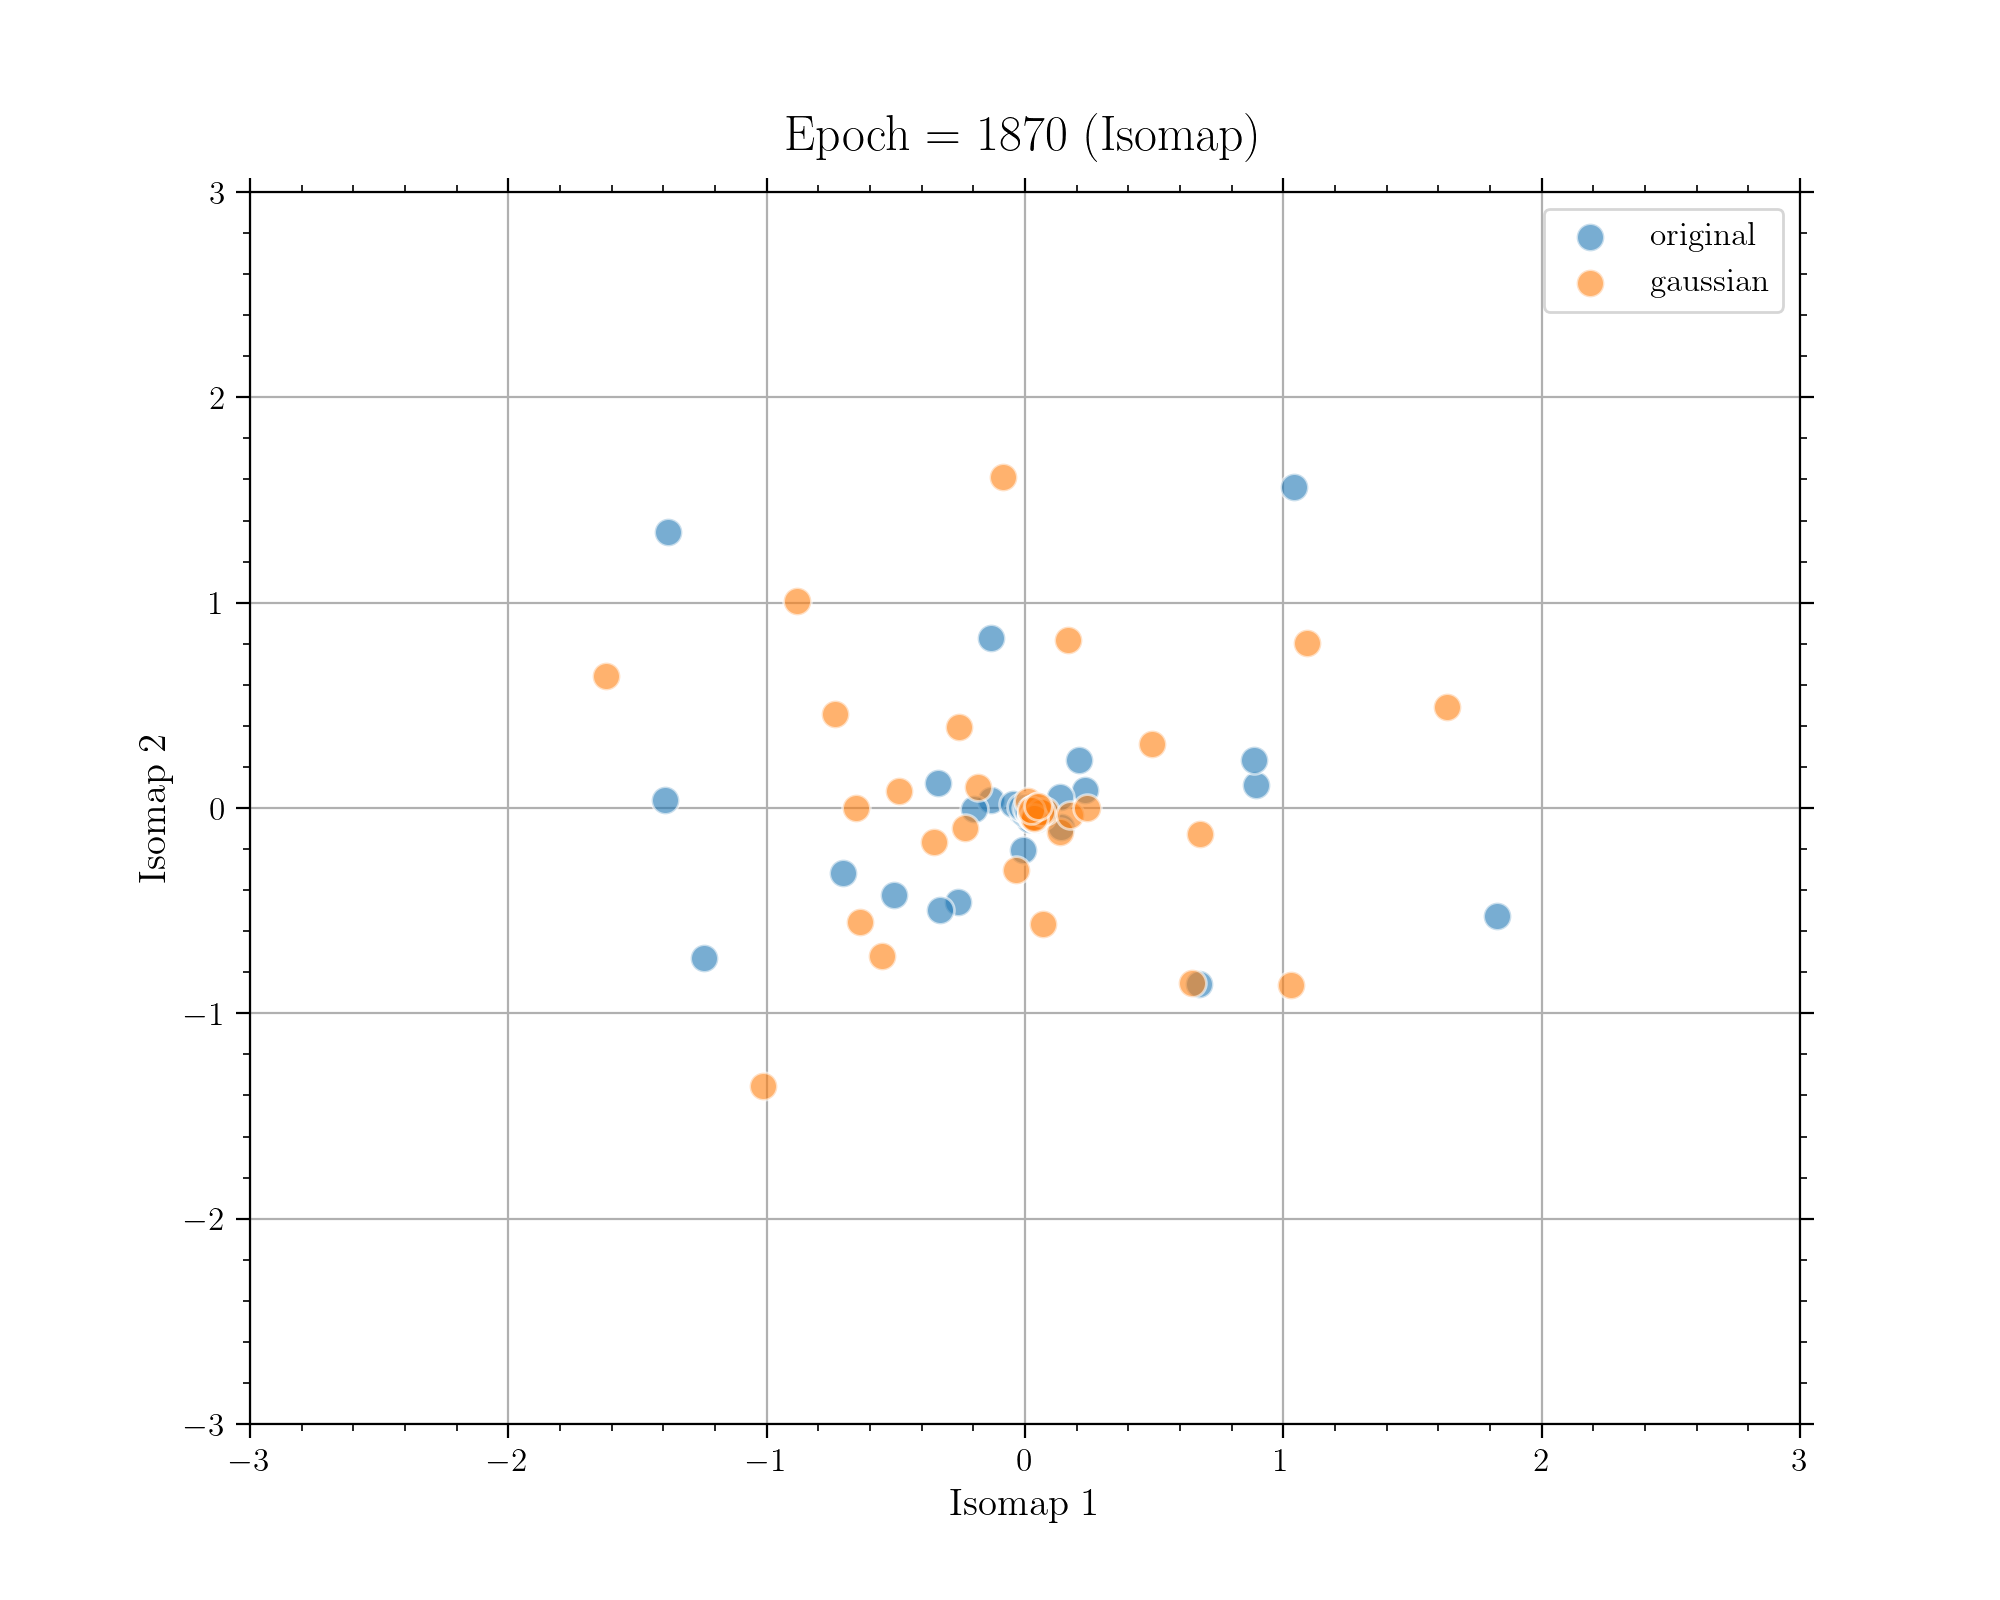 Epoch = 1870 (Isomap)
original
gaussian
3
2
1
0
−1
−2
−3
Isomap 2
−3
−2
−1
0
1
2
3
Isomap 1